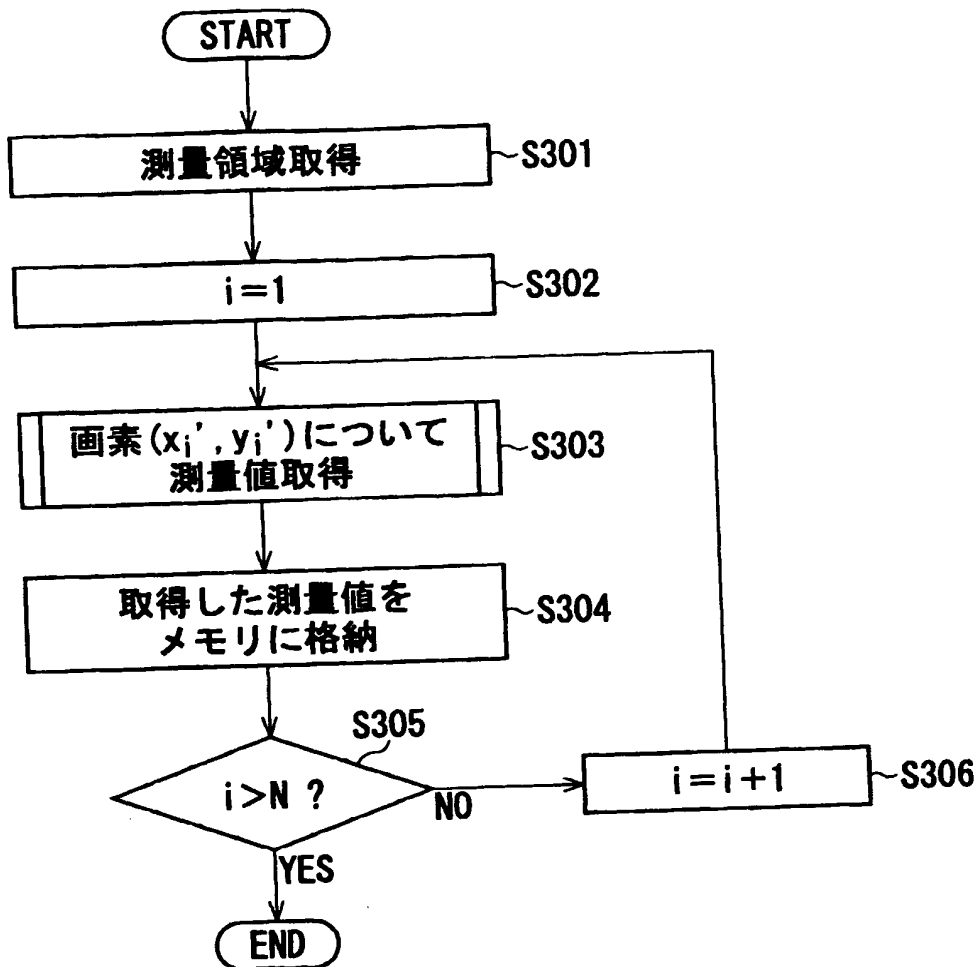 START
測量領域取得
S301
i=1
S302
画素(xi',yi')について
測量値取得
S303
取得した測量値を
メモリに格納
S304
S305
i>N ?
NO
i=i+1
S306
YES
END